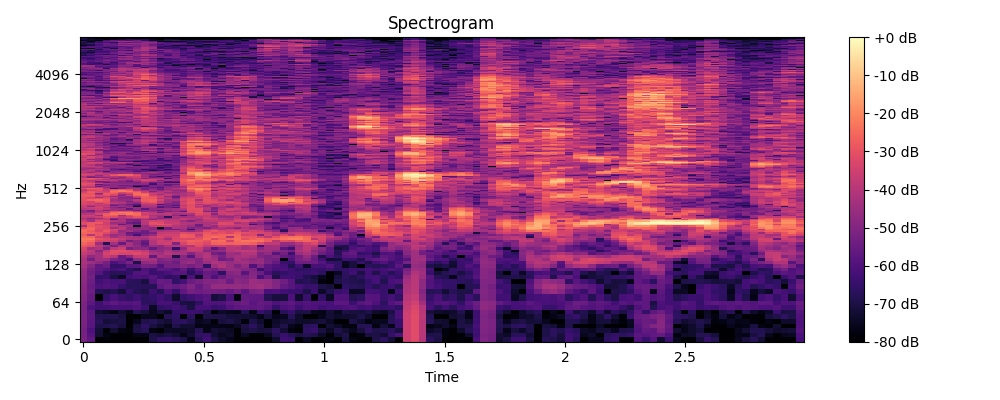 Spectrogram
Hz
4096
2048
1024
512
256
128
64
0
0
0.5
1
1.5
2
2.5
Time
+0 dB
-10 dB
-20 dB
-30 dB
-40 dB
-50 dB
-60 dB
-70 dB
-80 dB